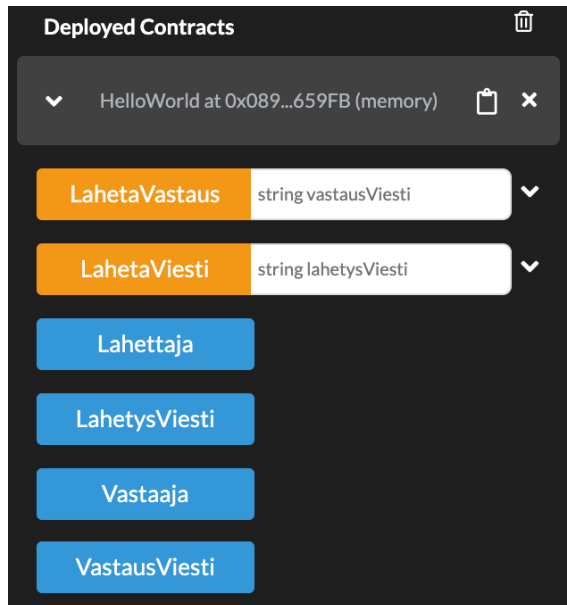 Deployed Contracts
HelloWorld at 0x089...659FB (memory)
LahetaVastaus string vastausViesti
LahetaViesti string lahetysViesti
Lahettaja
LahetysViesti
Vastaaja
VastausViesti